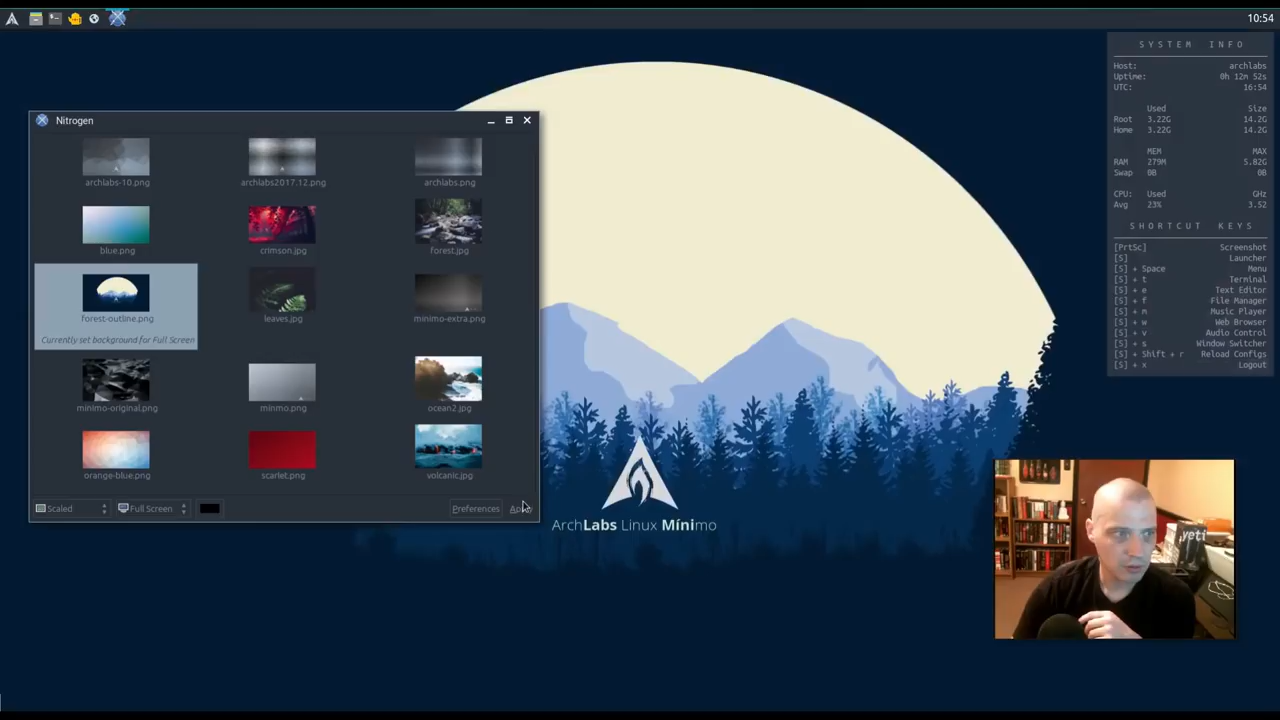 10:54
Nitrogen
archlabs-10.png
archlabs2017.12.png
archlabs.png
blue.png
crimson.jpg
forest.jpg
forest-outline.png
leaves.jpg
minimo-extra.png
Currently set background for Full Screen
minimo-original.png
minmo.png
ocean2.jpg
orange-blue.png
scarlet.png
volcanic.jpg
Scaled
Full Screen
Preferences
Apply
SYSTEM INFO
Host: archlabs
Uptime: 0h 12m 52s
UTC: 16:54
Used Size
Root 3.22G 14.2G
Home 3.22G 14.2G
MEM MAX
RAM 279M 5.82G
Swap 0B 0B
CPU: Used GHz
Avg 23% 3.52
SHORTCUT KEYS
[PrtSc] Screenshot
[S] Launcher
[S] + Space Menu
[S] + t Terminal
[S] + e Text Editor
[S] + f File Manager
[S] + m Music Player
[S] + w Web Browser
[S] + v Audio Control
[S] + s Window Switcher
[S] + Shift + r Reload Configs
[S] + x Logout
ArchLabs Linux Mínimo
yeti